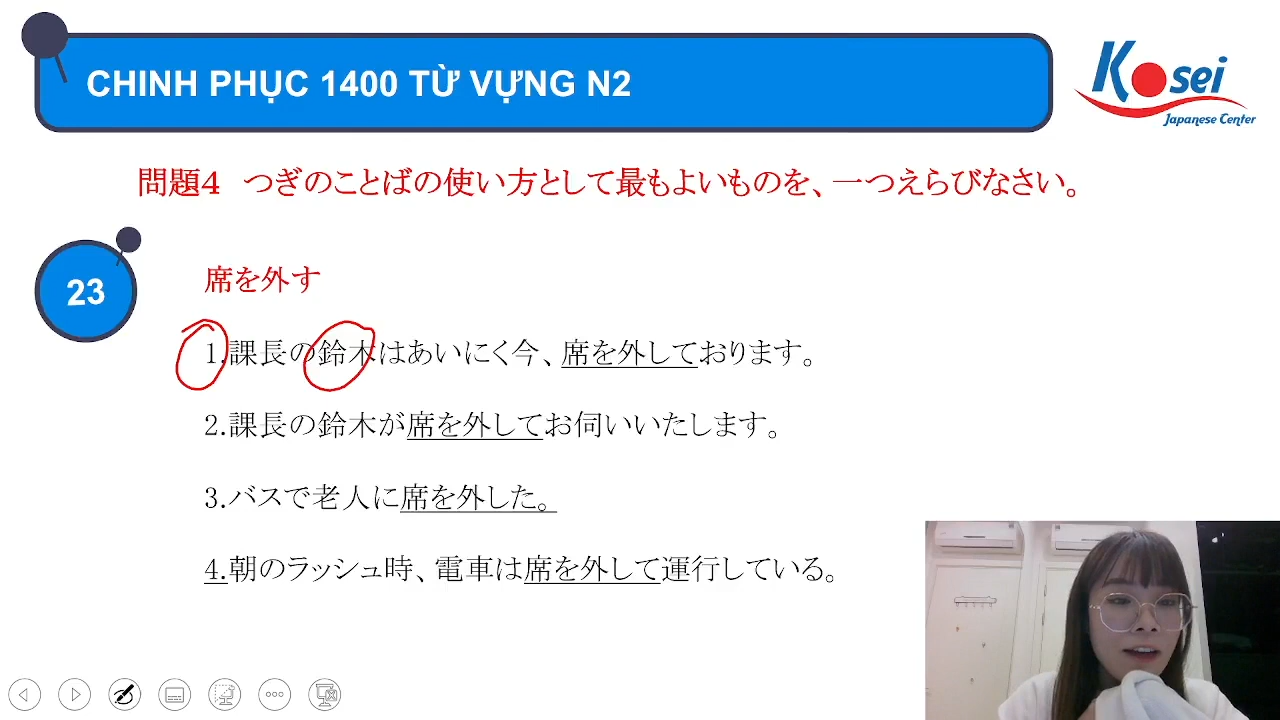 CHINH PHỤC 1400 TỪ VỰNG N2
Kosei
Japanese Center
問題４　つぎのことばの使い方として最もよいものを、一つえらびなさい。
23
席を外す
1.課長の鈴木はあいにく今、席を外しております。
2.課長の鈴木が席を外してお伺いいたします。
3.バスで老人に席を外した。
4.朝のラッシュ時、電車は席を外して運行している。